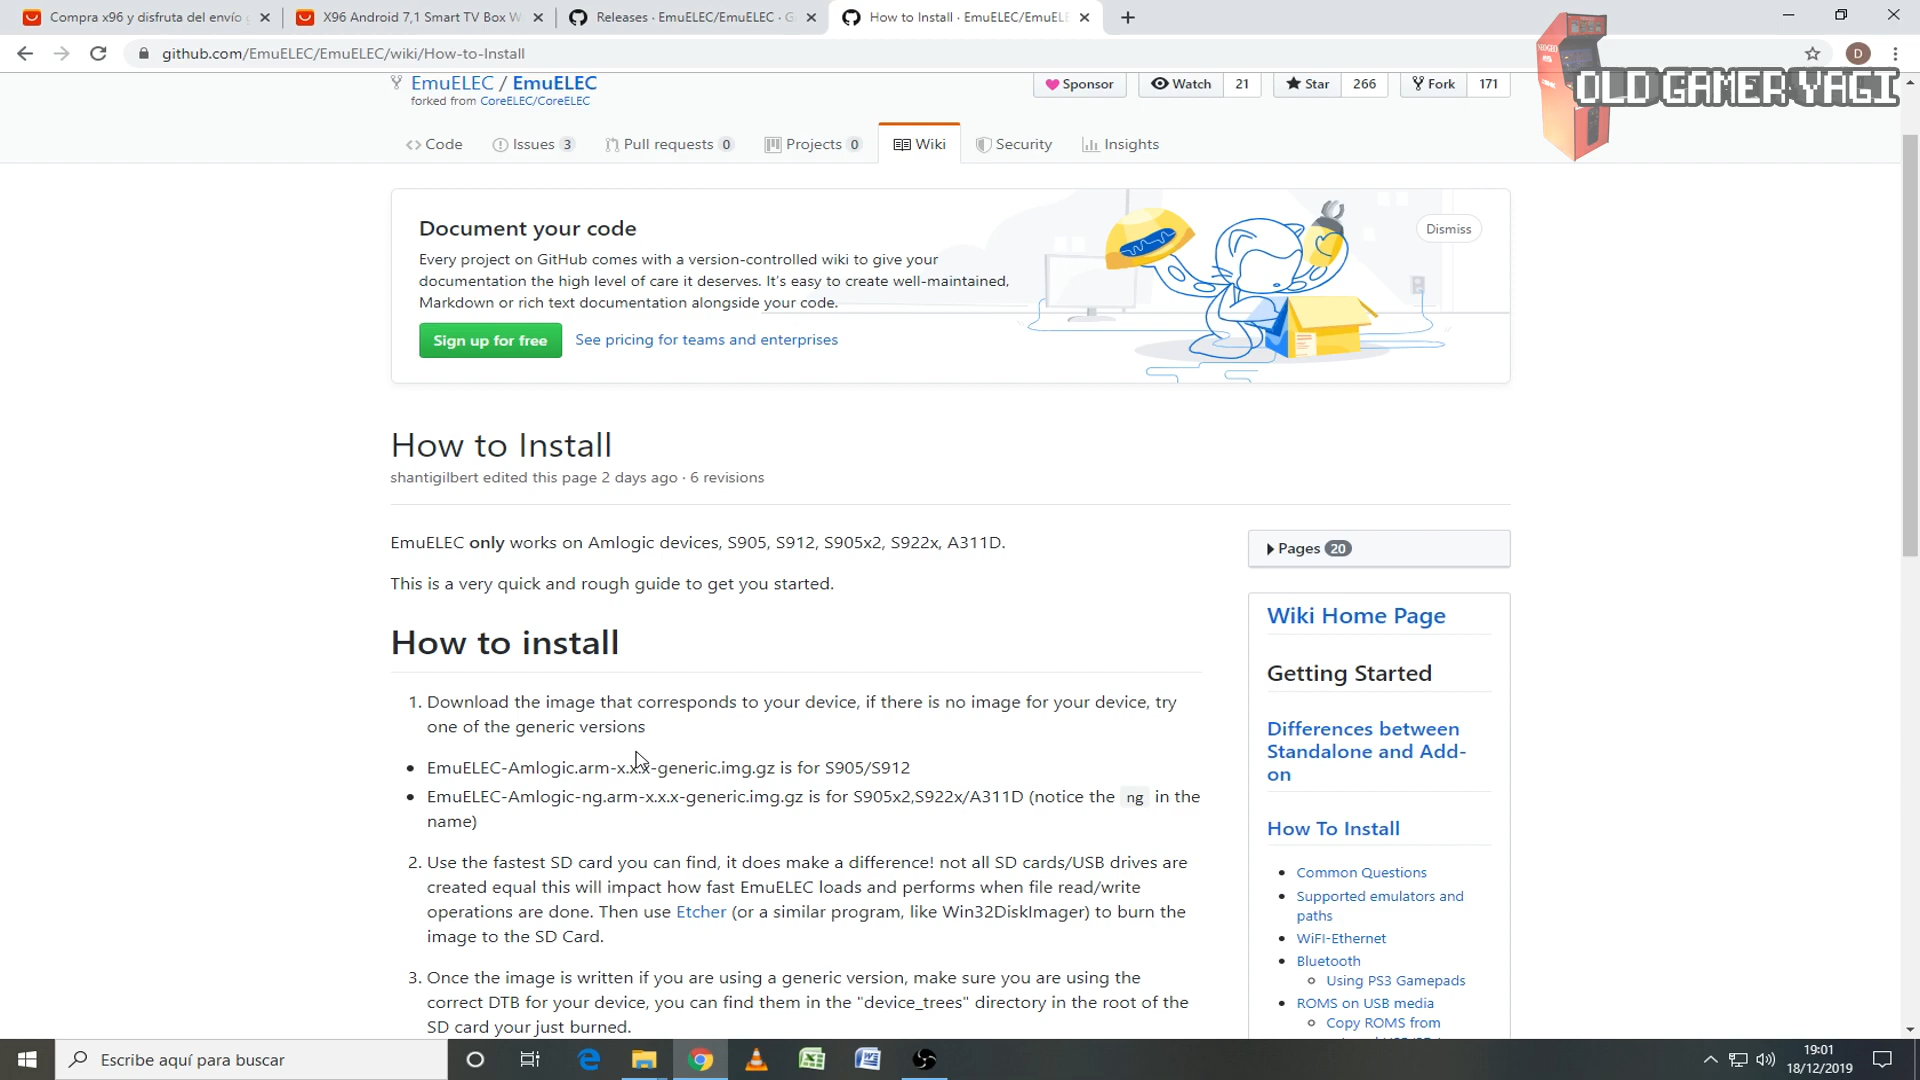 Compra x96 y disfruta del envío g
X96 Android 7,1 Smart TV Box W
Releases · EmuELEC/EmuELEC · G
How to Install · EmuELEC/EmuELE
github.com/EmuELEC/EmuELEC/wiki/How-to-Install
D
OLD GAMER YAGI
EmuELEC / EmuELEC
forked from CoreELEC/CoreELEC
Sponsor
Watch 21
Star 266
Fork 171
Code
Issues 3
Pull requests 0
Projects 0
Wiki
Security
Insights
Document your code
Dismiss
Every project on GitHub comes with a version-controlled wiki to give your
documentation the high level of care it deserves. It's easy to create well-maintained,
Markdown or rich text documentation alongside your code.
Sign up for free
See pricing for teams and enterprises
How to Install
shantigilbert edited this page 2 days ago · 6 revisions
EmuELEC only works on Amlogic devices, S905, S912, S905x2, S922x, A311D.
This is a very quick and rough guide to get you started.
How to install
1. Download the image that corresponds to your device, if there is no image for your device, try
one of the generic versions
• EmuELEC-Amlogic.arm-x.x.x-generic.img.gz is for S905/S912
• EmuELEC-Amlogic-ng.arm-x.x.x-generic.img.gz is for S905x2,S922x/A311D (notice the ng in the
name)
2. Use the fastest SD card you can find, it does make a difference! not all SD cards/USB drives are
created equal this will impact how fast EmuELEC loads and performs when file read/write
operations are done. Then use Etcher (or a similar program, like Win32DiskImager) to burn the
image to the SD Card.
3. Once the image is written if you are using a generic version, make sure you are using the
correct DTB for your device, you can find them in the "device_trees" directory in the root of the
SD card your just burned.
Pages 20
Wiki Home Page
Getting Started
Differences between
Standalone and Add-
on
How To Install
• Common Questions
• Supported emulators and
paths
• WiFI-Ethernet
• Bluetooth
Using PS3 Gamepads
• ROMS on USB media
Copy ROMS from
Escribe aquí para buscar
19:01
18/12/2019